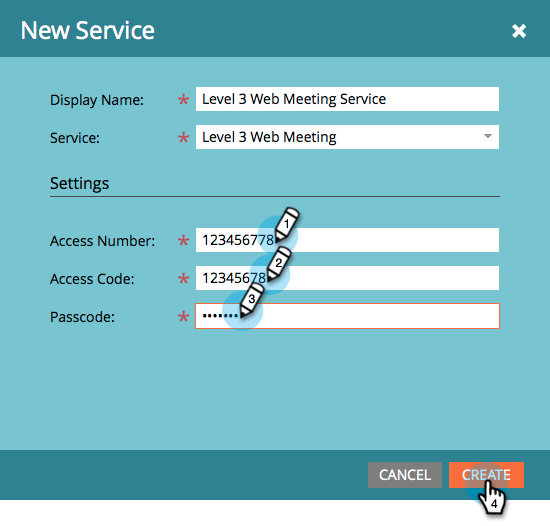 New Service
Display Name: * Level 3 Web Meeting Service
Service: * Level 3 Web Meeting
Settings
Access Number: * 123456778 1
Access Code: * 12345678 2
Passcode: * ••••••• 3
CANCEL CREATE
4